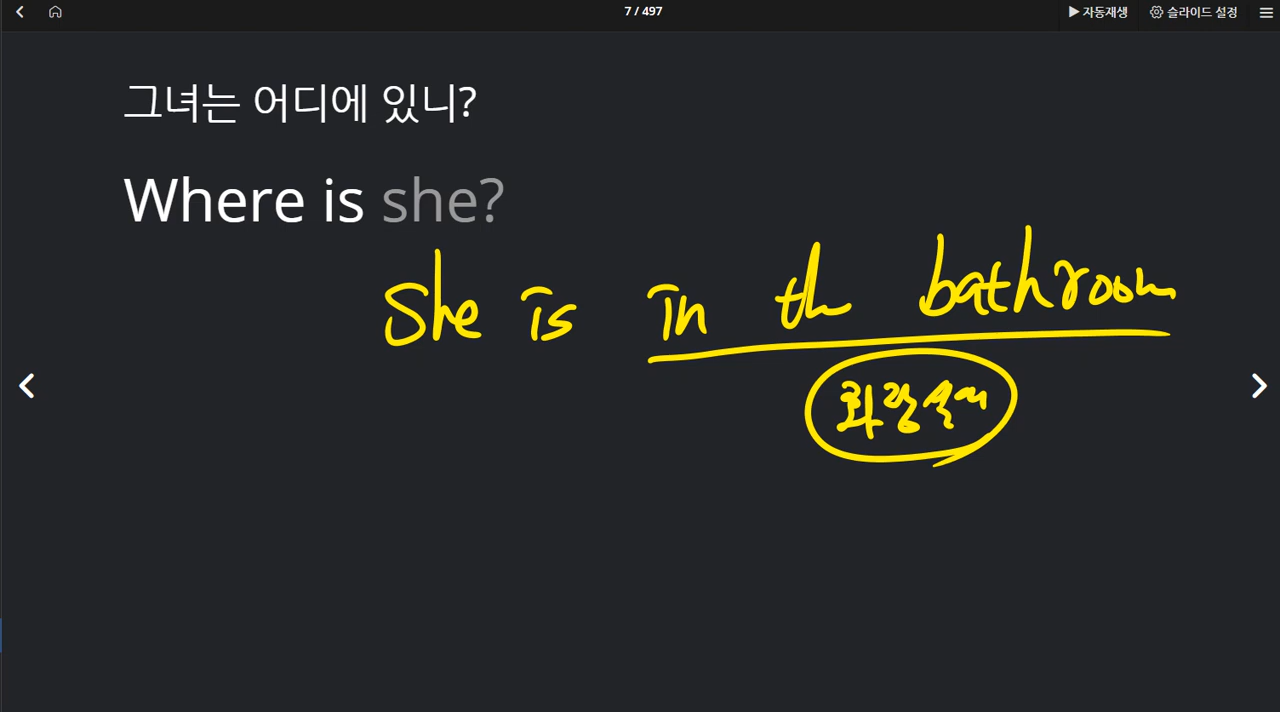 7 / 497
자동재생
슬라이드 설정
그녀는 어디에 있니?
Where is she?
She is in th bathroom
화장실에